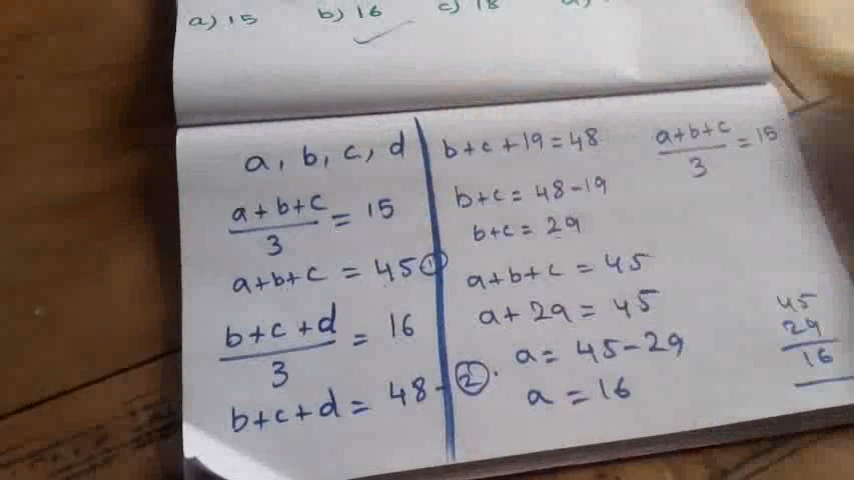 a) 15 b) 16 c) 18
a, b, c, d
a+b+c/3 = 15
a+b+c = 45 ①
b+c+d/3 = 16
b+c+d = 48 - ②.
b+c+19=48
b+c= 48-19
b+c= 29
a+b+c = 45
a+29 = 45
a= 45-29
a = 16
a+b+c/3 = 15
45
29
16